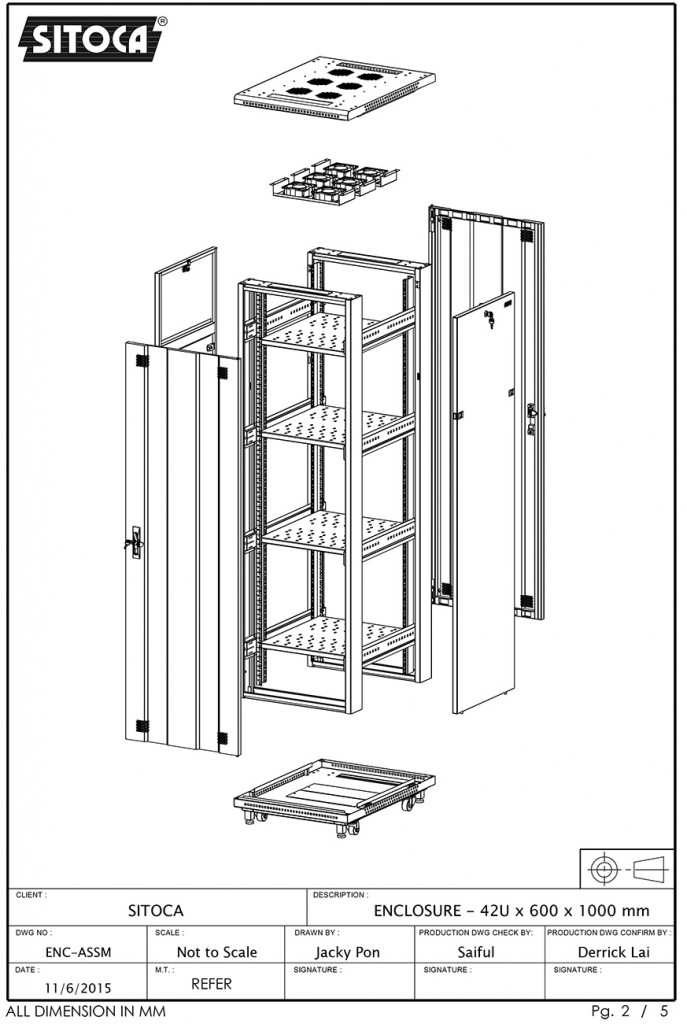 SITOCA®
CLIENT :
SITOCA
DESCRIPTION :
ENCLOSURE – 42U x 600 x 1000 mm
DWG NO :
ENC-ASSM
SCALE :
Not to Scale
DRAWN BY :
Jacky Pon
PRODUCTION DWG CHECK BY:
Saiful
PRODUCTION DWG CONFIRM BY :
Derrick Lai
DATE :
11/6/2015
M.T. :
REFER
SIGNATURE :
SIGNATURE :
SIGNATURE :
ALL DIMENSION IN MM
Pg. 2 / 5